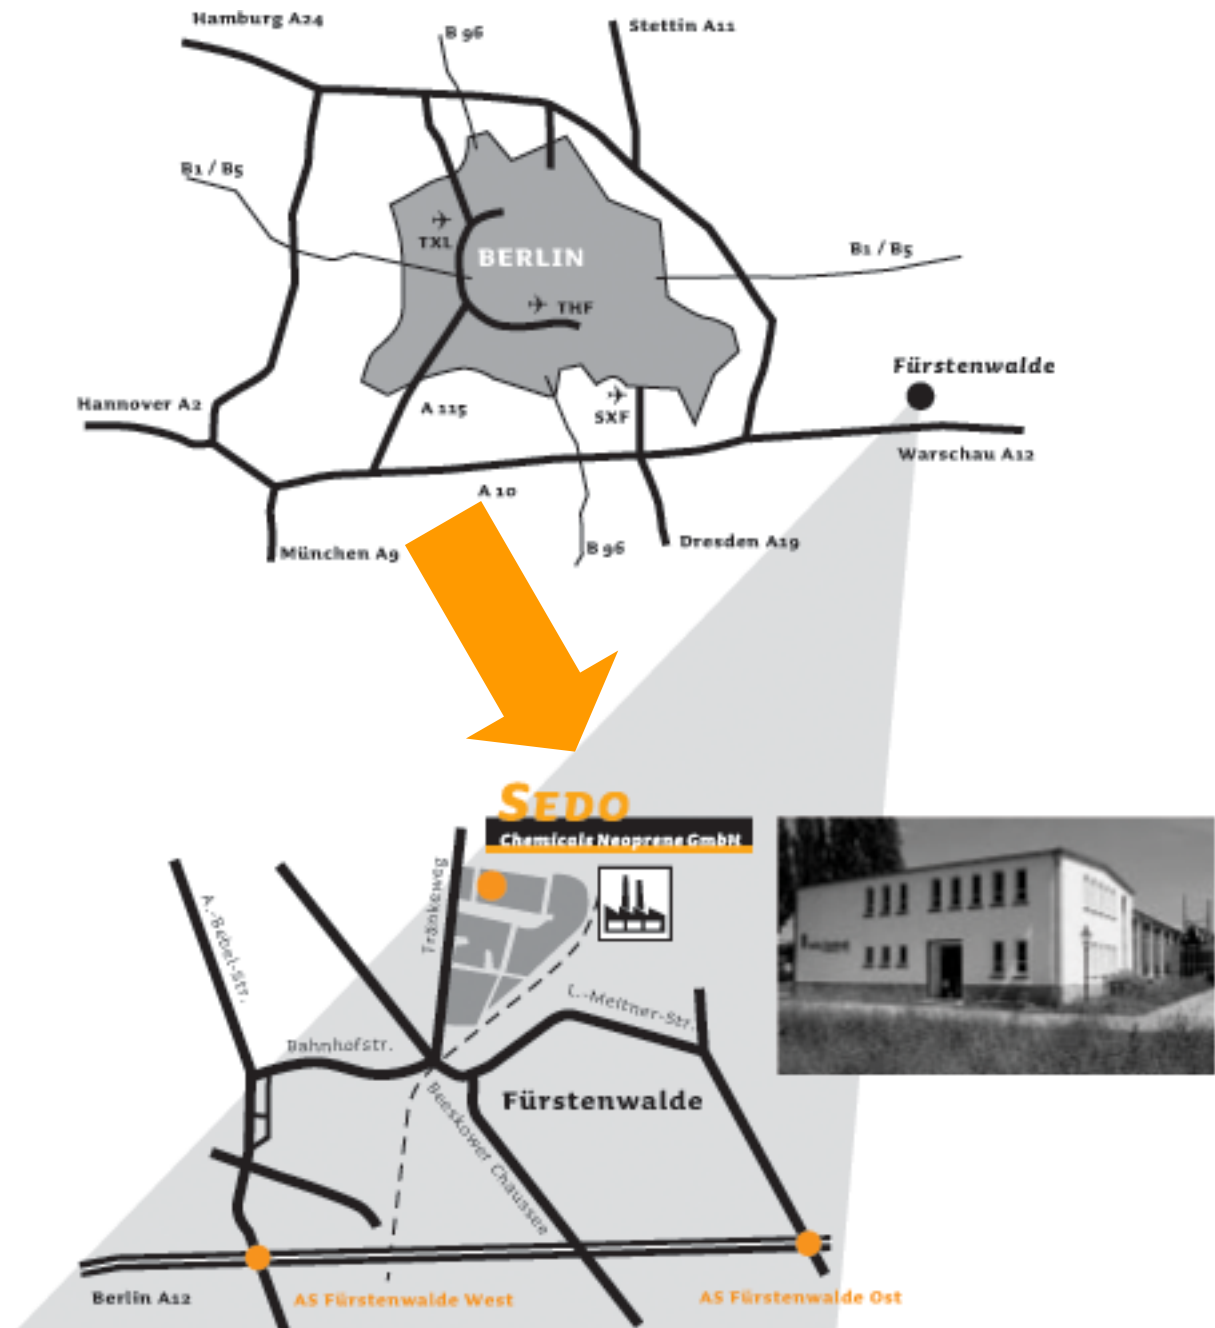 Hamburg A24
B 96
Stettin A11
B1 / B5
TXL
BERLIN
B1 / B5
THF
Fürstenwalde
Hannover A2
A 115
SXF
Warschau A12
A 10
München A9
B 96
Dresden A19
SEDO
Chemicals Neoprene GmbH
Tränkeweg
A.-Bebel-Str.
L.-Meitner-Str.
Bahnhofstr.
Fürstenwalde
Beeskower Chaussee
Berlin A12
AS Fürstenwalde West
AS Fürstenwalde Ost